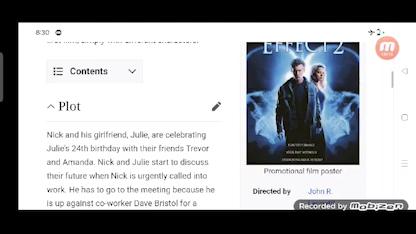 8:30
Contents
Plot
Nick and his girlfriend, Julie, are celebrating
Julie's 24th birthday with their friends Trevor
and Amanda. Nick and Julie start to discuss
their future when Nick is urgently called into
work. He has to go to the meeting because he
is up against co-worker Dave Bristol for a
EFFECT 2
Promotional film poster
Directed by John R.
Recorded by mobizen